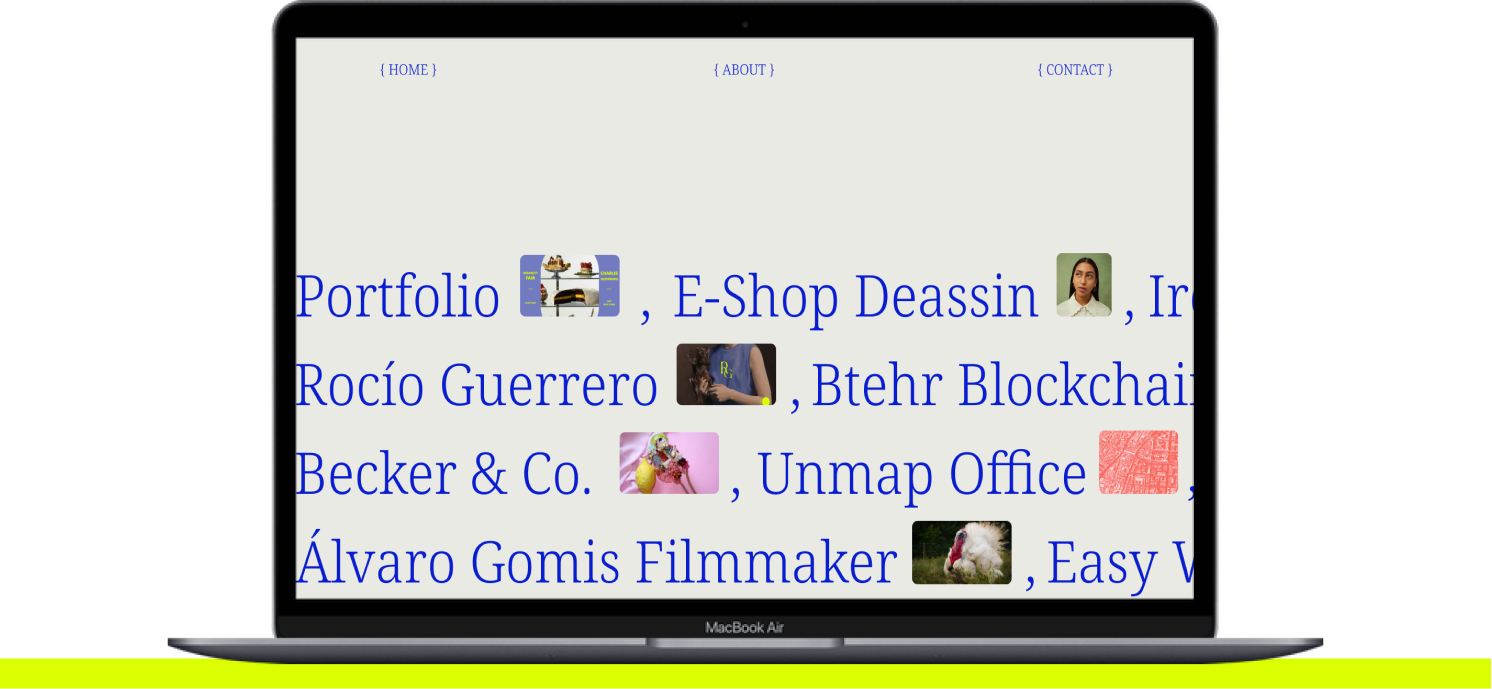 { HOME } { ABOUT } { CONTACT }
Portfolio , E-Shop Deassin , Ir
Rocío Guerrero , Btehr Blockchai
Becker & Co. , Unmap Office ,
Álvaro Gomis Filmmaker , Easy
MacBook Air